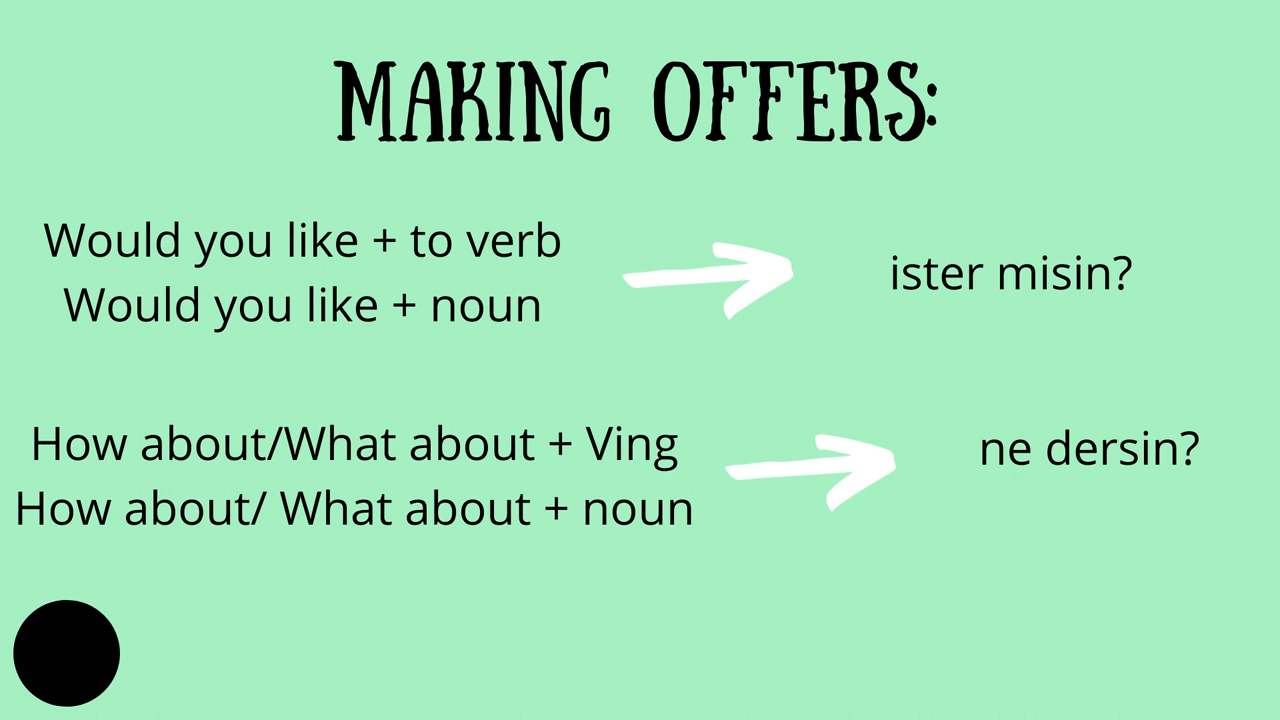 MAKING OFFERS:
Would you like + to verb
Would you like + noun
ister misin?
How about/What about + Ving
How about/ What about + noun
ne dersin?